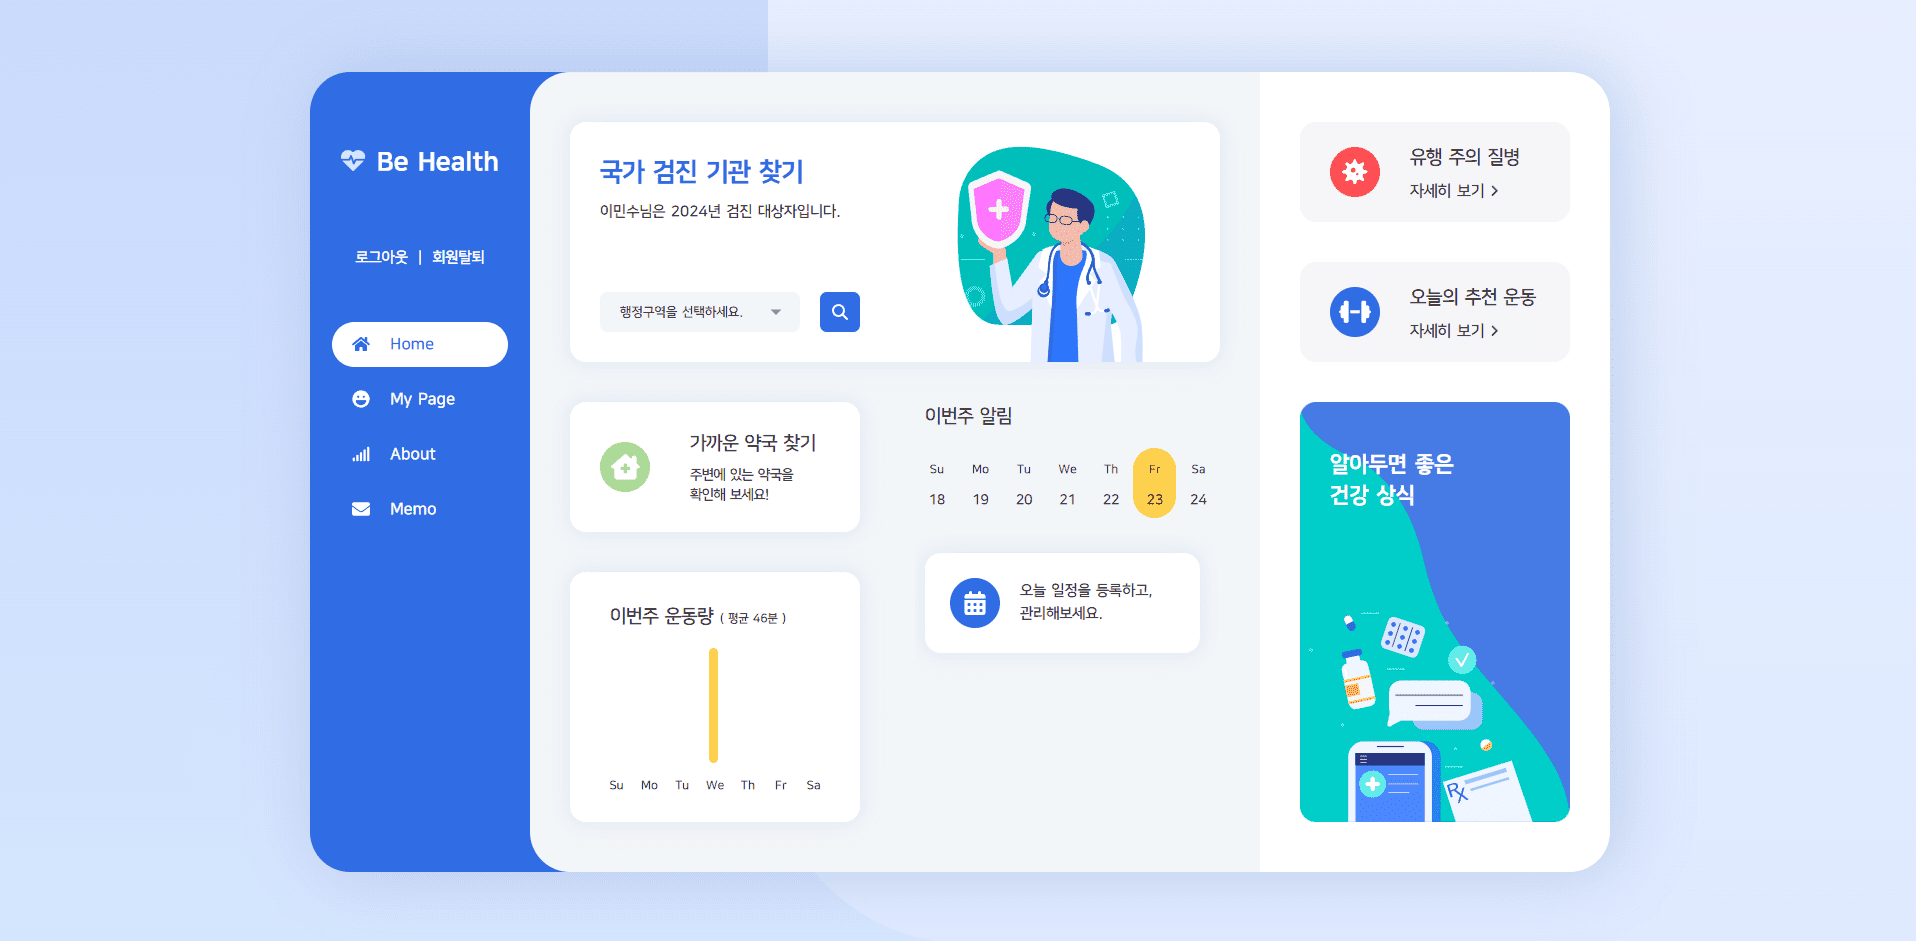 Be Health
로그아웃 | 회원탈퇴
Home
My Page
About
Memo
국가 검진 기관 찾기
이민수님은 2024년 검진 대상자입니다.
행정구역을 선택하세요.
가까운 약국 찾기
주변에 있는 약국을
확인해 보세요!
이번주 운동량 ( 평균 46분 )
Su Mo Tu We Th Fr Sa
이번주 알림
Su Mo Tu We Th Fr Sa
18 19 20 21 22 23 24
오늘 일정을 등록하고,
관리해보세요.
유행 주의 질병
자세히 보기
오늘의 추천 운동
자세히 보기
알아두면 좋은
건강 상식
Rx